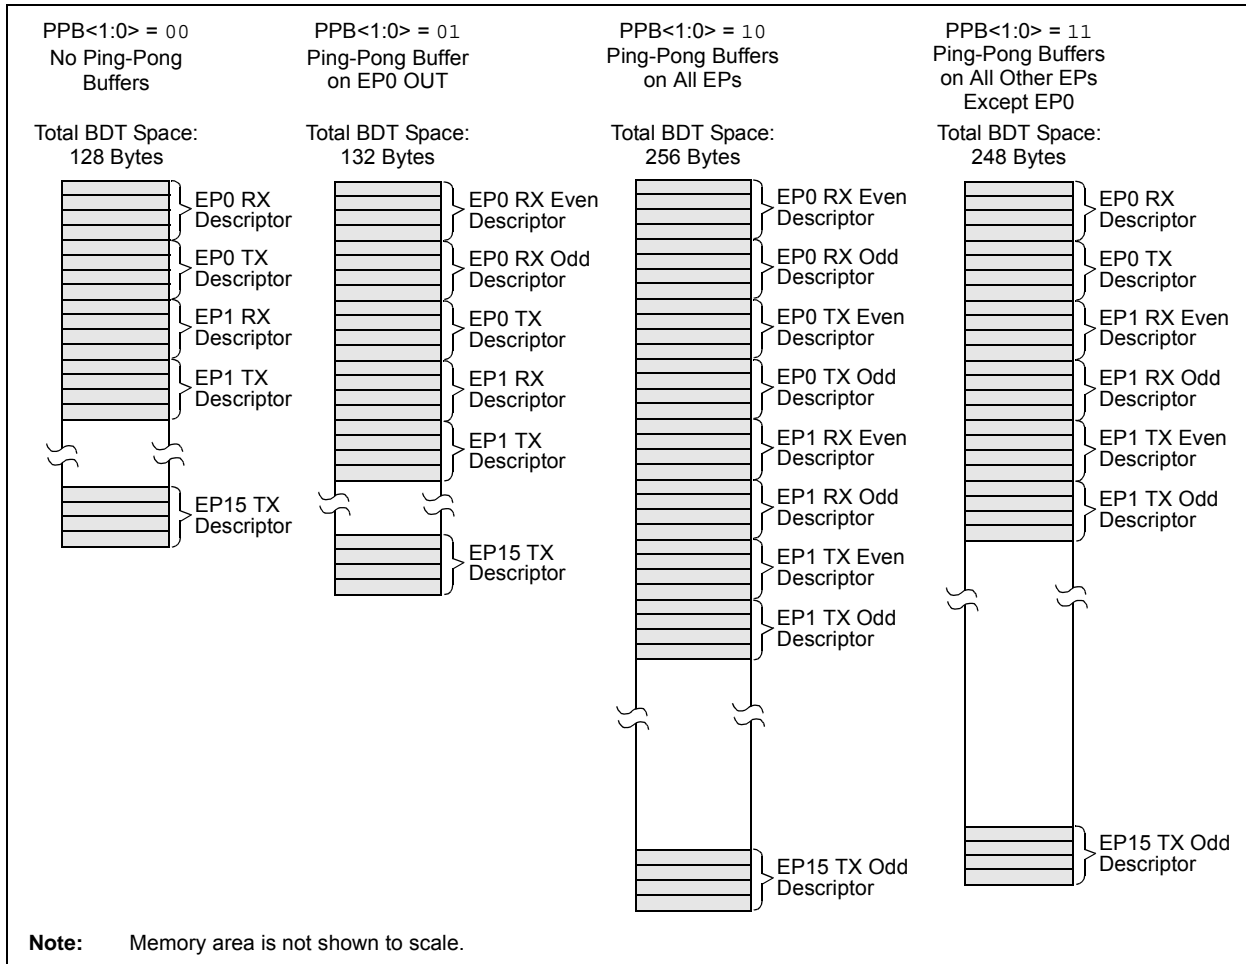 PPB<1:0> = 00
No Ping-Pong
Buffers
Total BDT Space:
128 Bytes
EP0 RX
Descriptor
EP0 TX
Descriptor
EP1 RX
Descriptor
EP1 TX
Descriptor
EP15 TX
Descriptor
PPB<1:0> = 01
Ping-Pong Buffer
on EP0 OUT
Total BDT Space:
132 Bytes
EP0 RX Even
Descriptor
EP0 RX Odd
Descriptor
EP0 TX
Descriptor
EP1 RX
Descriptor
EP1 TX
Descriptor
EP15 TX
Descriptor
PPB<1:0> = 10
Ping-Pong Buffers
on All EPs
Total BDT Space:
256 Bytes
EP0 RX Even
Descriptor
EP0 RX Odd
Descriptor
EP0 TX Even
Descriptor
EP0 TX Odd
Descriptor
EP1 RX Even
Descriptor
EP1 RX Odd
Descriptor
EP1 TX Even
Descriptor
EP1 TX Odd
Descriptor
EP15 TX Odd
Descriptor
PPB<1:0> = 11
Ping-Pong Buffers
on All Other EPs
Except EP0
Total BDT Space:
248 Bytes
EP0 RX
Descriptor
EP0 TX
Descriptor
EP1 RX Even
Descriptor
EP1 RX Odd
Descriptor
EP1 TX Even
Descriptor
EP1 TX Odd
Descriptor
EP15 TX Odd
Descriptor
Note: Memory area is not shown to scale.